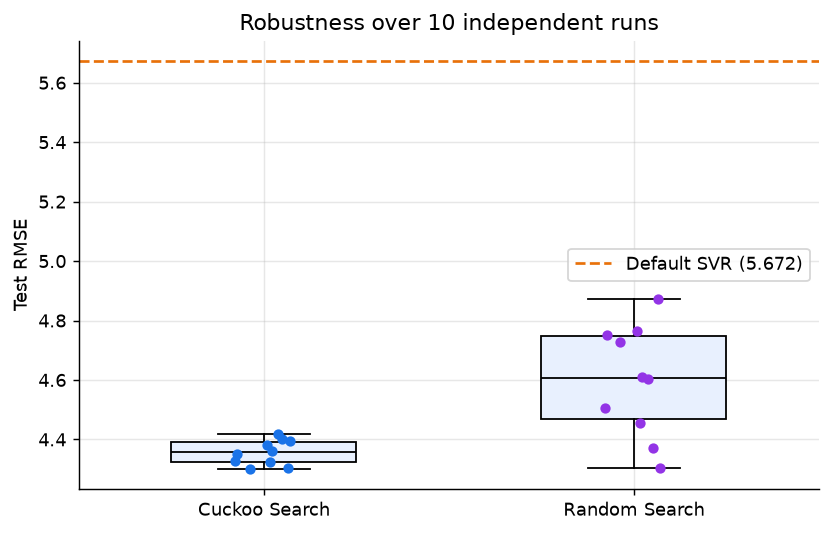 Robustness over 10 independent runs
Test RMSE
5.6
5.4
5.2
5.0
4.8
4.6
4.4
Default SVR (5.672)
Cuckoo Search
Random Search